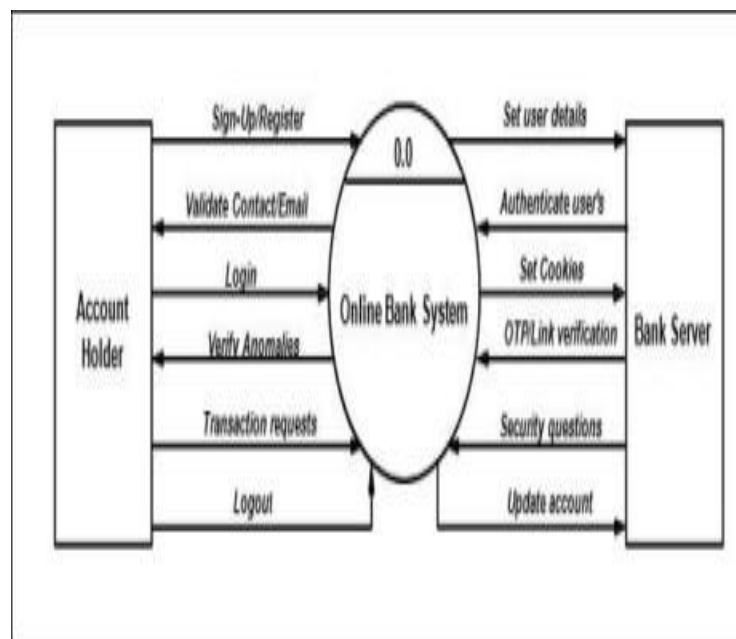 Sign-Up/Register
Validate Contact/Email
Login
Verify Anomalies
Transaction requests
Logout
Account
Holder
0.0
Online Bank System
Set user details
Authenticate user's
Set Cookies
OTP/Link verification
Security questions
Update account
Bank Server